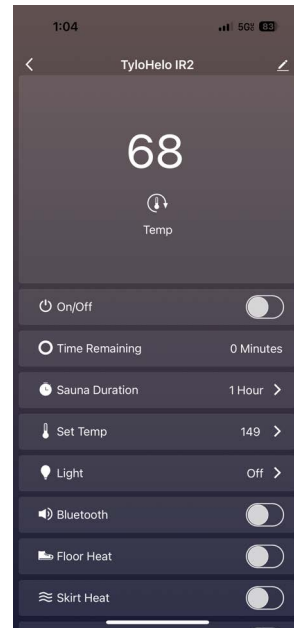 1:04
5G 83
TyloHelo IR2
68
Temp
On/Off
Time Remaining 0 Minutes
Sauna Duration 1 Hour
Set Temp 149
Light Off
Bluetooth
Floor Heat
Skirt Heat